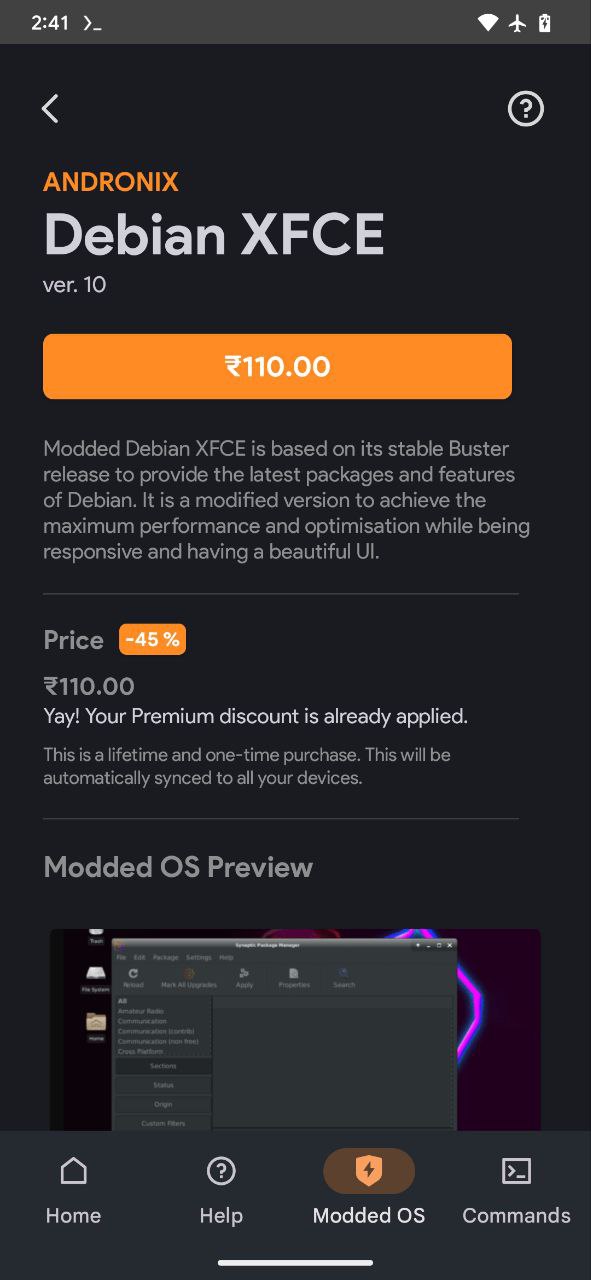 2:41
ANDRONIX
Debian XFCE
ver. 10
₹110.00
Modded Debian XFCE is based on its stable Buster
release to provide the latest packages and features
of Debian. It is a modified version to achieve the
maximum performance and optimisation while being
responsive and having a beautiful UI.
Price -45 %
₹110.00
Yay! Your Premium discount is already applied.
This is a lifetime and one-time purchase. This will be
automatically synced to all your devices.
Modded OS Preview
Trash
Synaptic Package Manager
File Edit Package Settings Help
Reload Mark All Upgrades Apply Properties Search
File System
All
Amateur Radio
Communication
Communication (contrib)
Communication (non free)
Cross Platform
Home
Sections
Status
Origin
Custom Filters
Home Help Modded OS Commands